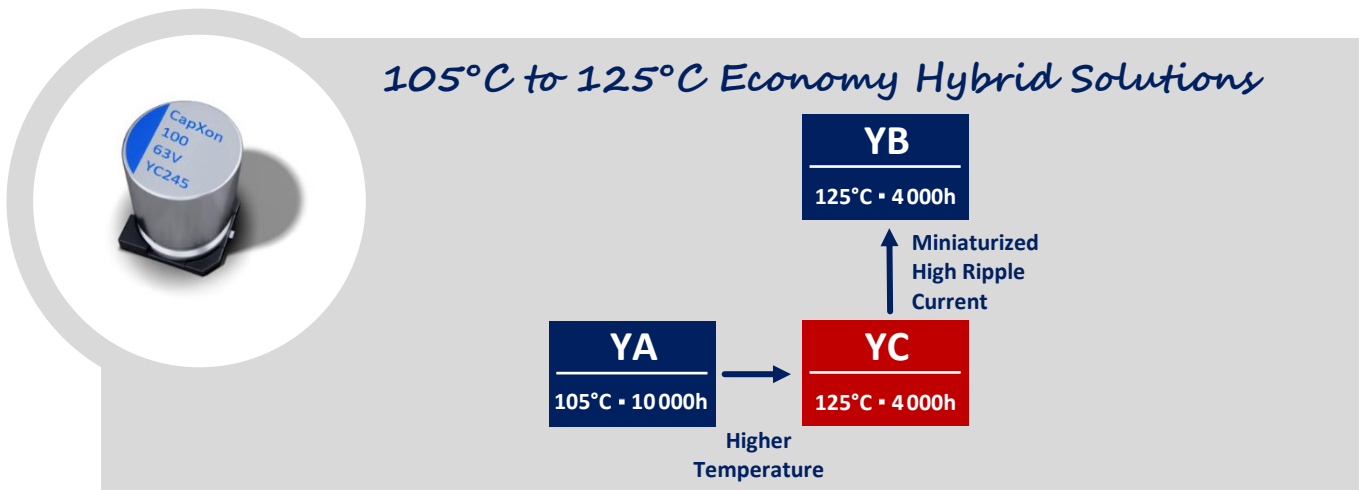 105°C to 125°C Economy Hybrid Solutions
CapXon
100
63V
YC245
YB
125°C ▪ 4000h
Miniaturized
High Ripple
Current
YA
105°C ▪ 10000h
YC
125°C ▪ 4000h
Higher
Temperature